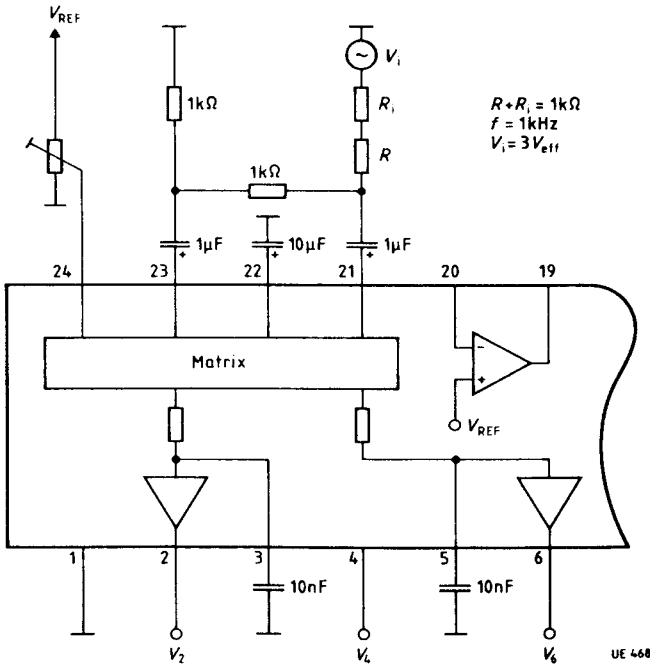 V_REF
~ V_i
1kΩ
R_i
R + R_i = 1kΩ
f = 1kHz
V_i = 3V_eff
R
1kΩ
1µF +
10µF +
1µF +
24 23 22 21 20 19
Matrix
−
+
V_REF
1 2 3 4 5 6
10nF
10nF
V_2 V_4 V_6
UE 468